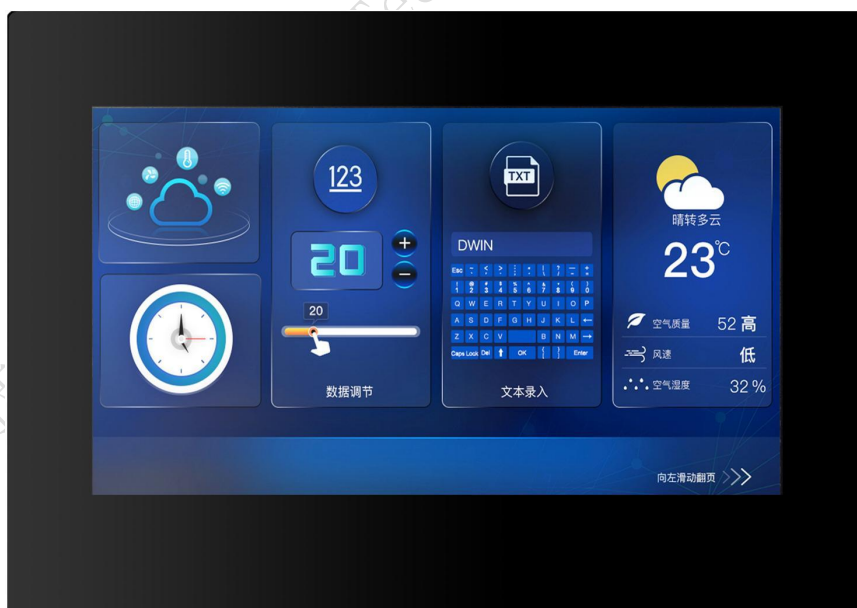 123
20
20
数据调节
TXT
DWIN
Esc
Q W E R T Y U I O P
A S D F G H J K L ←
Z X C V B N M →
Caps Lock Del ↑ OK { } Enter
文本录入
晴转多云
23℃
空气质量 52 高
风速 低
空气湿度 32 %
向左滑动翻页